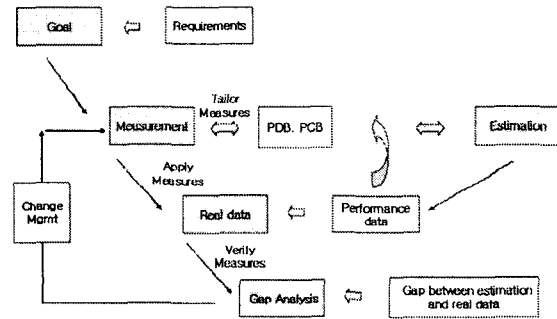 Goal
Requirements
Tailor
Measures
Measurement
PDB, PCB
Estimation
Apply
Measures
Change
Mgmt
Real data
Performance
data
Verify
Measures
Gap Analysis
Gap between estimation
and real data